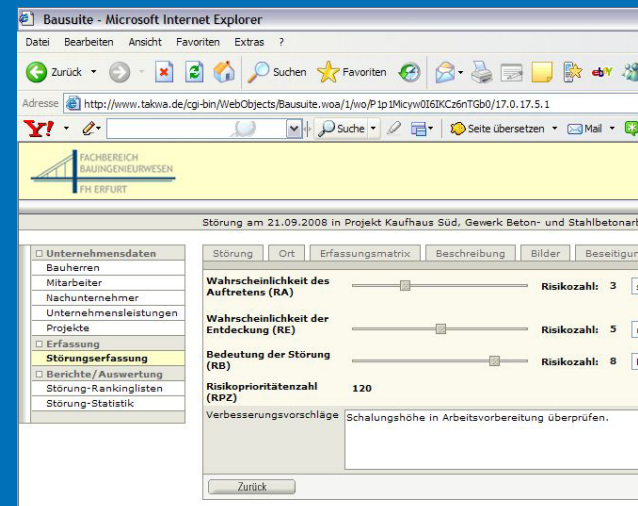 Bausuite - Microsoft Internet Explorer
Datei Bearbeiten Ansicht Favoriten Extras ?
Zurück Suchen Favoriten ebY
Adresse http://www.takwa.de/cgi-bin/WebObjects/Bausuite.woa/1/wo/P1p1Micyw0I6IKCz6nTGb0/17.0.17.5.1
Y! Suche Seite übersetzen Mail
FACHBEREICH
BAUINGENIEURWESEN
FH ERFURT
Störung am 21.09.2008 in Projekt Kaufhaus Süd, Gewerk Beton- und Stahlbetonarb
Unternehmensdaten
Bauherren
Mitarbeiter
Nachunternehmer
Unternehmensleistungen
Projekte
Erfassung
Störungserfassung
Berichte/Auswertung
Störung-Rankinglisten
Störung-Statistik
Störung Ort Erfassungsmatrix Beschreibung Bilder Beseitigun
Wahrscheinlichkeit des
Auftretens (RA) Risikozahl: 3
Wahrscheinlichkeit der
Entdeckung (RE) Risikozahl: 5
Bedeutung der Störung
(RB) Risikozahl: 8
Risikoprioritätenzahl
(RPZ) 120
Verbesserungsvorschläge Schalungshöhe in Arbeitsvorbereitung überprüfen.
Zurück